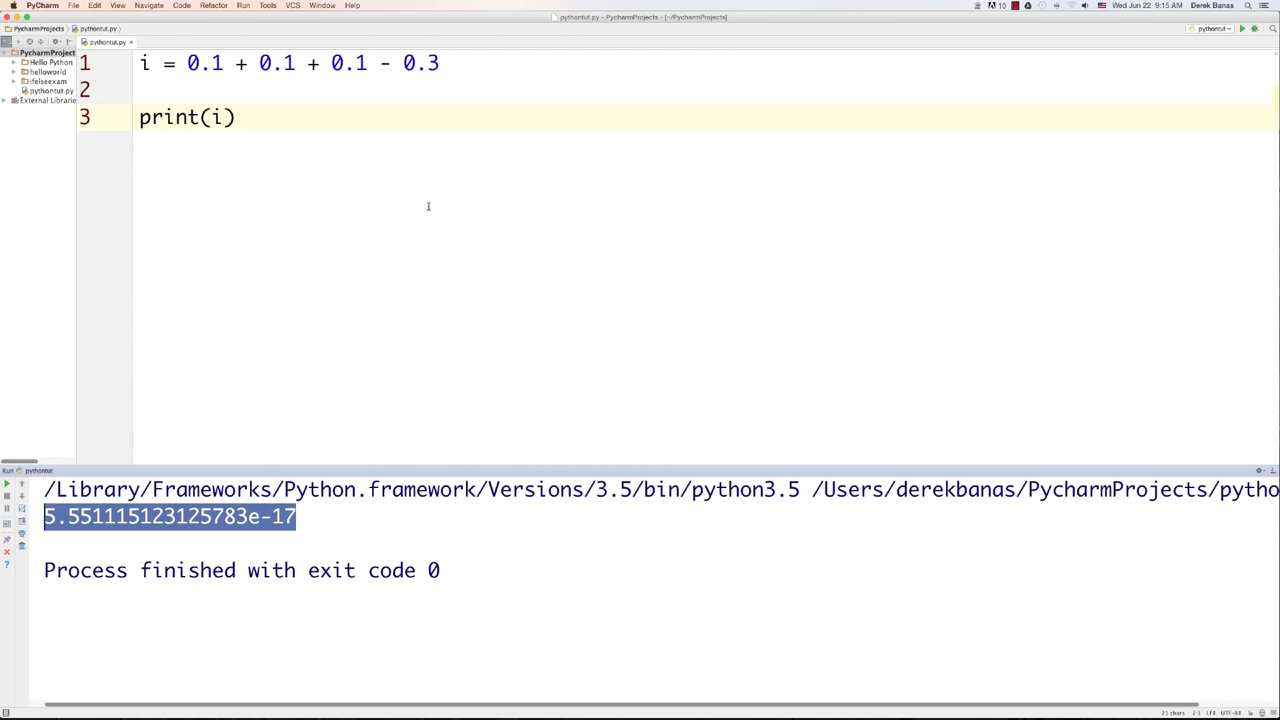 PyCharm File Edit View Navigate Code Refactor Run Tools VCS Window Help 10 Wed Jun 22 9:15 AM Derek Banas
pythontut.py - PycharmProjects - [~/PycharmProjects]
PycharmProjects pythontut.py pythontut
pythontut.py
PycharmProject
Hello Python
helloworld
ifelseexam
pythontut.py
External Librarie
1 i = 0.1 + 0.1 + 0.1 - 0.3
2
3 print(i)
Run pythontut
/Library/Frameworks/Python.framework/Versions/3.5/bin/python3.5 /Users/derekbanas/PycharmProjects/pytho
5.551115123125783e-17
Process finished with exit code 0
21 chars 2:1 LF÷ UTF-8÷